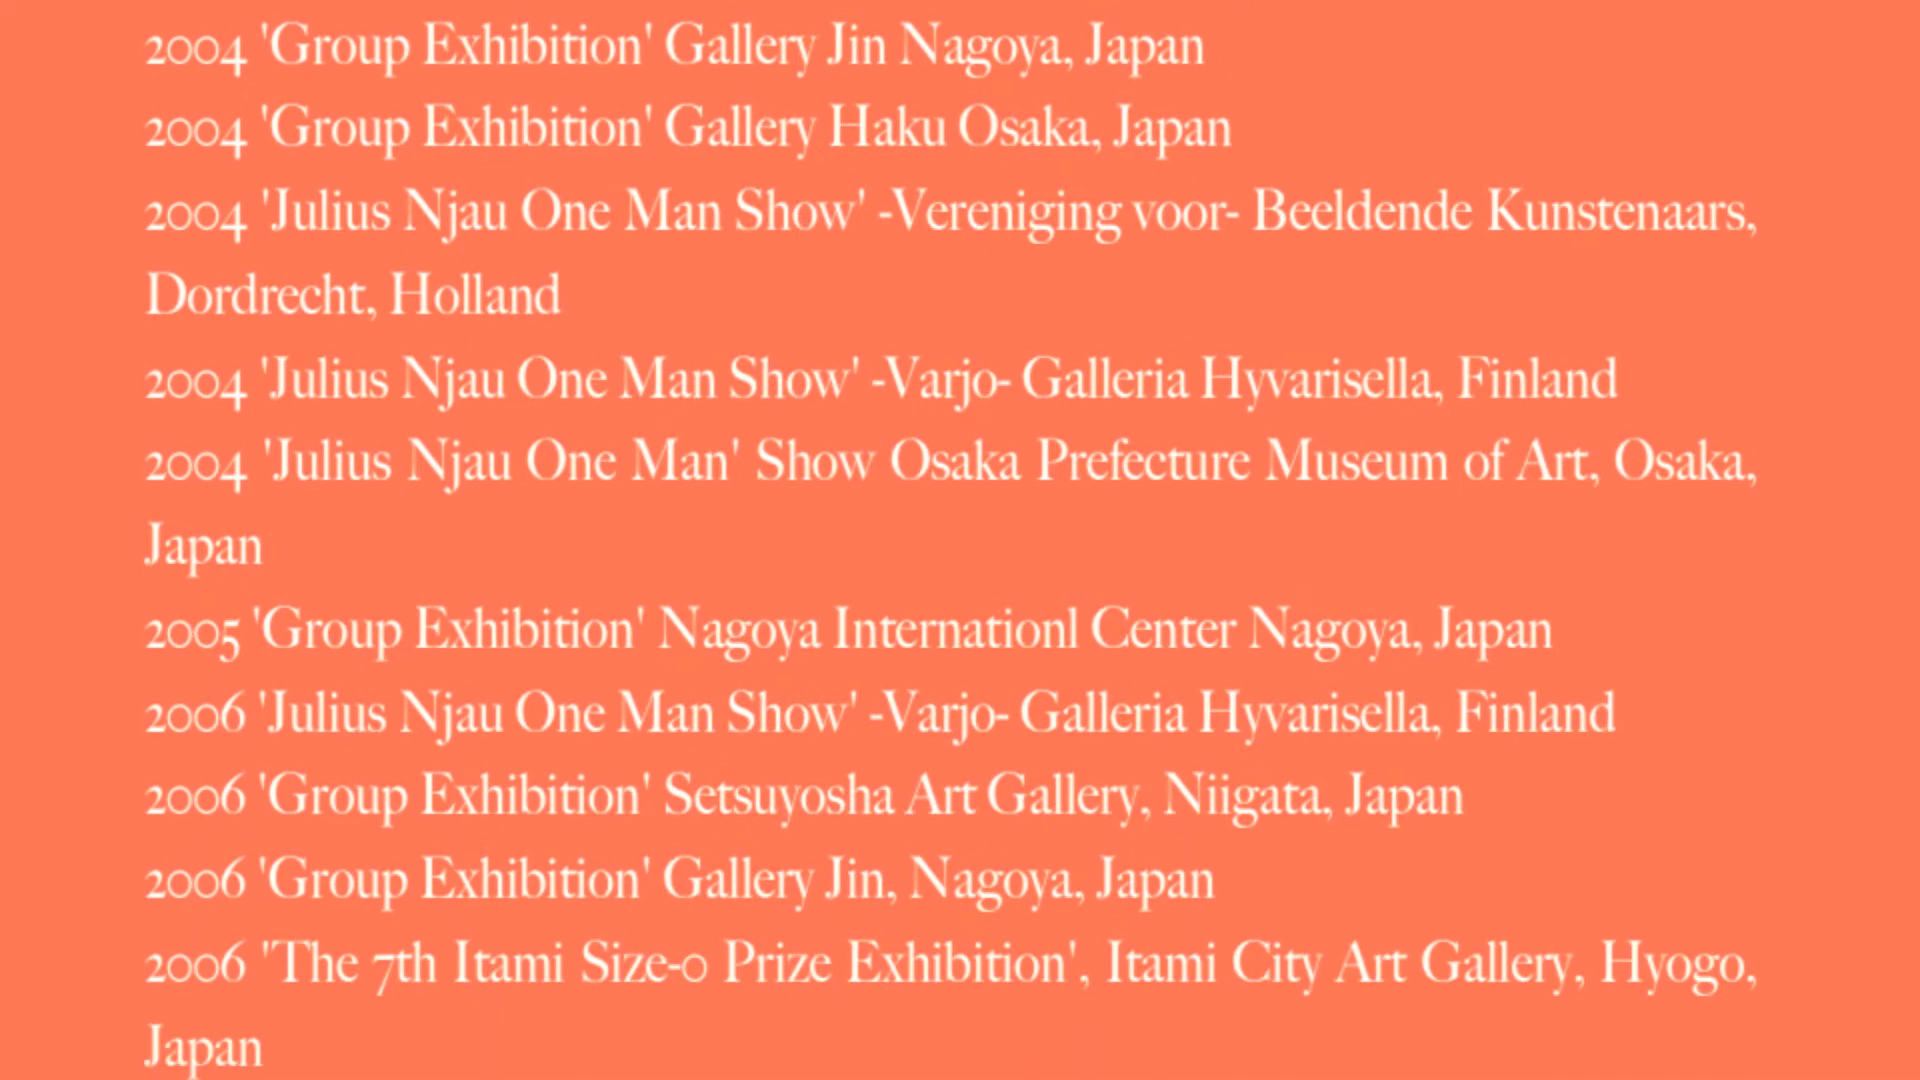 2004 'Group Exhibition' Gallery Jin Nagoya, Japan
2004 'Group Exhibition' Gallery Haku Osaka, Japan
2004 'Julius Njau One Man Show' -Vereniging voor- Beeldende Kunstenaars,
Dordrecht, Holland
2004 'Julius Njau One Man Show' -Varjo- Galleria Hyvarisella, Finland
2004 'Julius Njau One Man' Show Osaka Prefecture Museum of Art, Osaka,
Japan
2005 'Group Exhibition' Nagoya Internationl Center Nagoya, Japan
2006 'Julius Njau One Man Show' -Varjo- Galleria Hyvarisella, Finland
2006 'Group Exhibition' Setsuyosha Art Gallery, Niigata, Japan
2006 'Group Exhibition' Gallery Jin, Nagoya, Japan
2006 'The 7th Itami Size-0 Prize Exhibition', Itami City Art Gallery, Hyogo,
Japan